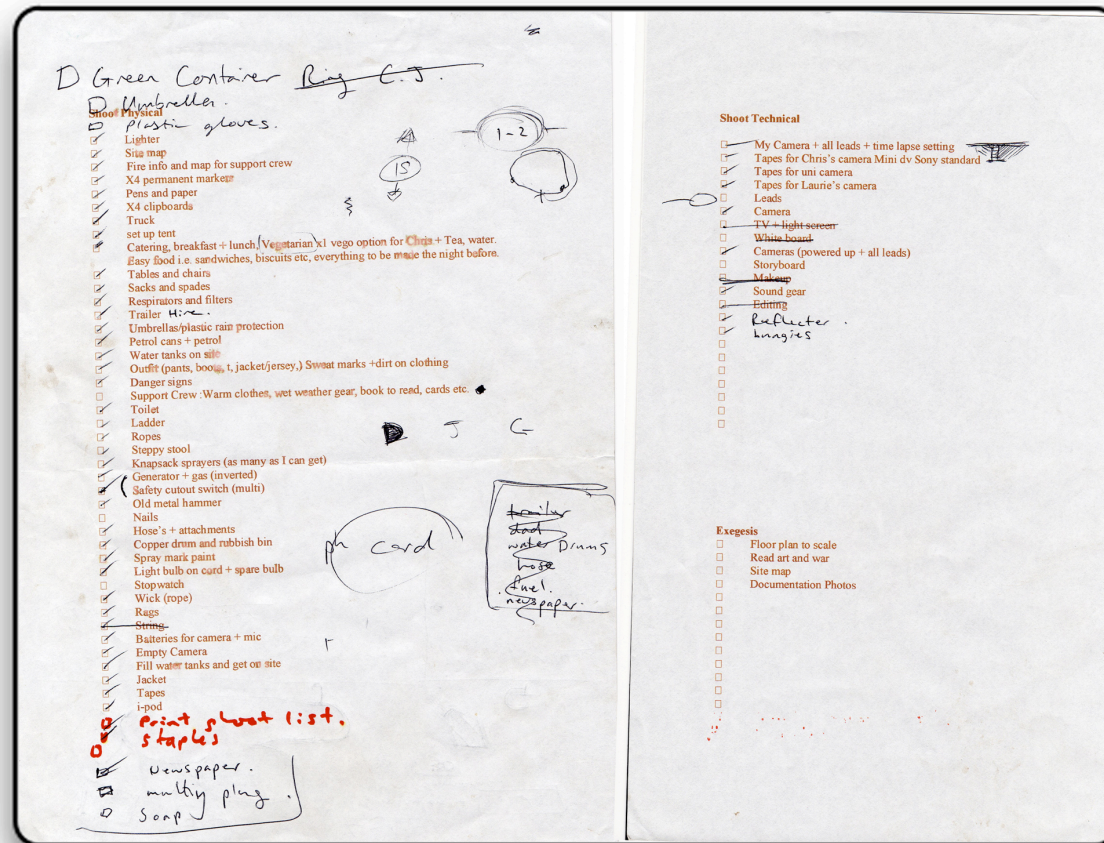 Green Container Ring C.J.
Umbrella.
Shoot Physical
Plastic gloves.
Lighter
Site map
Fire info and map for support crew
X4 permanent markers
Pens and paper
X4 clipboards
Truck
set up tent
Catering, breakfast + lunch, (Vegetarian x1 vego option for Chris + Tea, water.
Easy food i.e. sandwiches, biscuits etc, everything to be made the night before.
Tables and chairs
Sacks and spades
Respirators and filters
Trailer Hire.
Umbrellas/plastic rain protection
Petrol cans + petrol
Water tanks on site
Outfit (pants, boots, t, jacket/jersey,) Sweat marks +dirt on clothing
Danger signs
Support Crew :Warm clothes, wet weather gear, book to read, cards etc.
Toilet
Ladder
Ropes
Steppy stool
Knapsack sprayers (as many as I can get)
Generator + gas (inverted)
Safety cutout switch (multi)
Old metal hammer
Nails
Hose's + attachments
Copper drum and rubbish bin
Spray mark paint
Light bulb on cord + spare bulb
Stopwatch
Wick (rope)
Rags
String
Batteries for camera + mic
Empty Camera
Fill water tanks and get on site
Jacket
Tapes
i-pod
Print shoot list.
staples
Newspaper.
multiy plug.
Soap
1-2
15
D J G
ph card
trailer
dad
water Drums
hose
fuel.
newspaper.
Shoot Technical
My Camera + all leads + time lapse setting
Tapes for Chris's camera Mini dv Sony standard
Tapes for uni camera
Tapes for Laurie's camera
Leads
Camera
TV + light screen
White board
Cameras (powered up + all leads)
Storyboard
Makeup
Sound gear
Editing
Reflecter.
bungies
Exegesis
Floor plan to scale
Read art and war
Site map
Documentation Photos